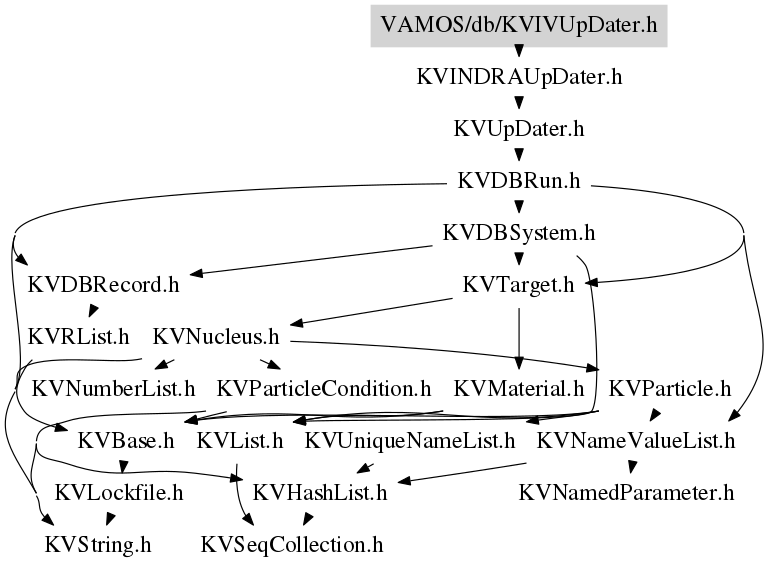 VAMOS/db/KVIVUpDater.h
KVINDRAUpDater.h
KVUpDater.h
KVDBRun.h
KVDBSystem.h
KVDBRecord.h
KVTarget.h
KVRList.h
KVNucleus.h
KVNumberList.h
KVParticleCondition.h
KVMaterial.h
KVParticle.h
KVBase.h
KVList.h
KVUniqueNameList.h
KVNameValueList.h
KVLockfile.h
KVHashList.h
KVNamedParameter.h
KVString.h
KVSeqCollection.h